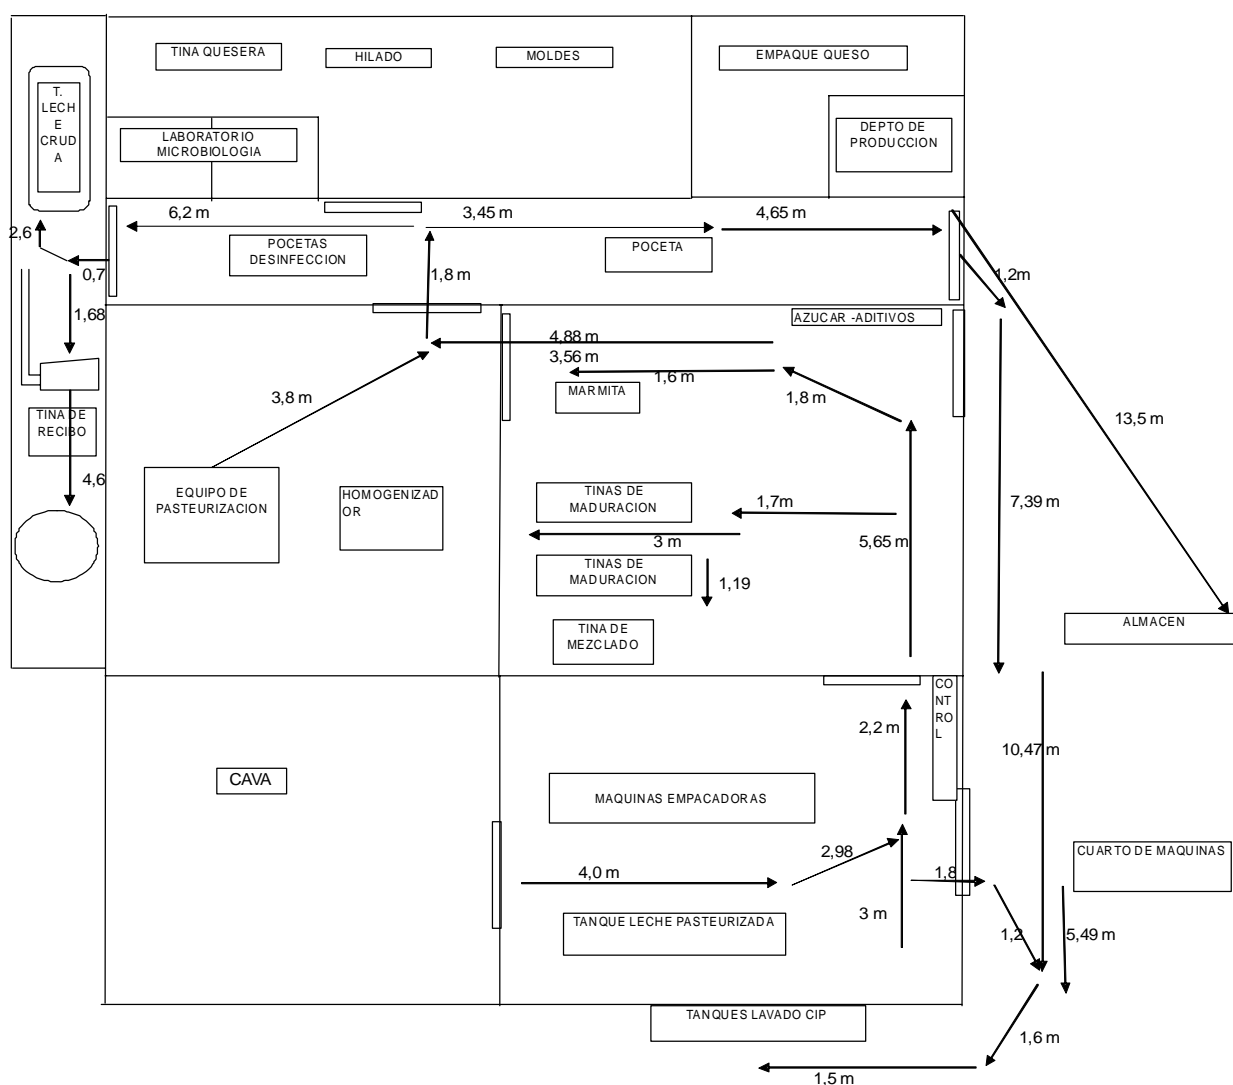 TINA QUESERA
HILADO
MOLDES
EMPAQUE QUESO
T.
LECH
E
CRUD
A
LABORATORIO
MICROBIOLOGIA
DEPTO DE
PRODUCCION
6,2 m
3,45 m
4,65 m
2,6
POCETAS
DESINFECCION
POCETA
0,7
1,8 m
1,2m
1,68
AZUCAR -ADITIVOS
4,88 m
3,56 m
1,6 m
MARMITA
1,8 m
3,8 m
13,5 m
TINA DE
RECIBO
4,6
EQUIPO DE
PASTEURIZACION
HOMOGENIZAD
OR
TINAS DE
MADURACION
1,7m
7,39 m
3 m
5,65 m
TINAS DE
MADURACION
1,19
TINA DE
MEZCLADO
ALMACEN
CO
NT
RO
L
2,2 m
10,47 m
CAVA
MAQUINAS EMPACADORAS
2,98
CUARTO DE MAQUINAS
4,0 m
1,8
3 m
TANQUE LECHE PASTEURIZADA
1,2
5,49 m
TANQUES LAVADO CIP
1,6 m
1,5 m